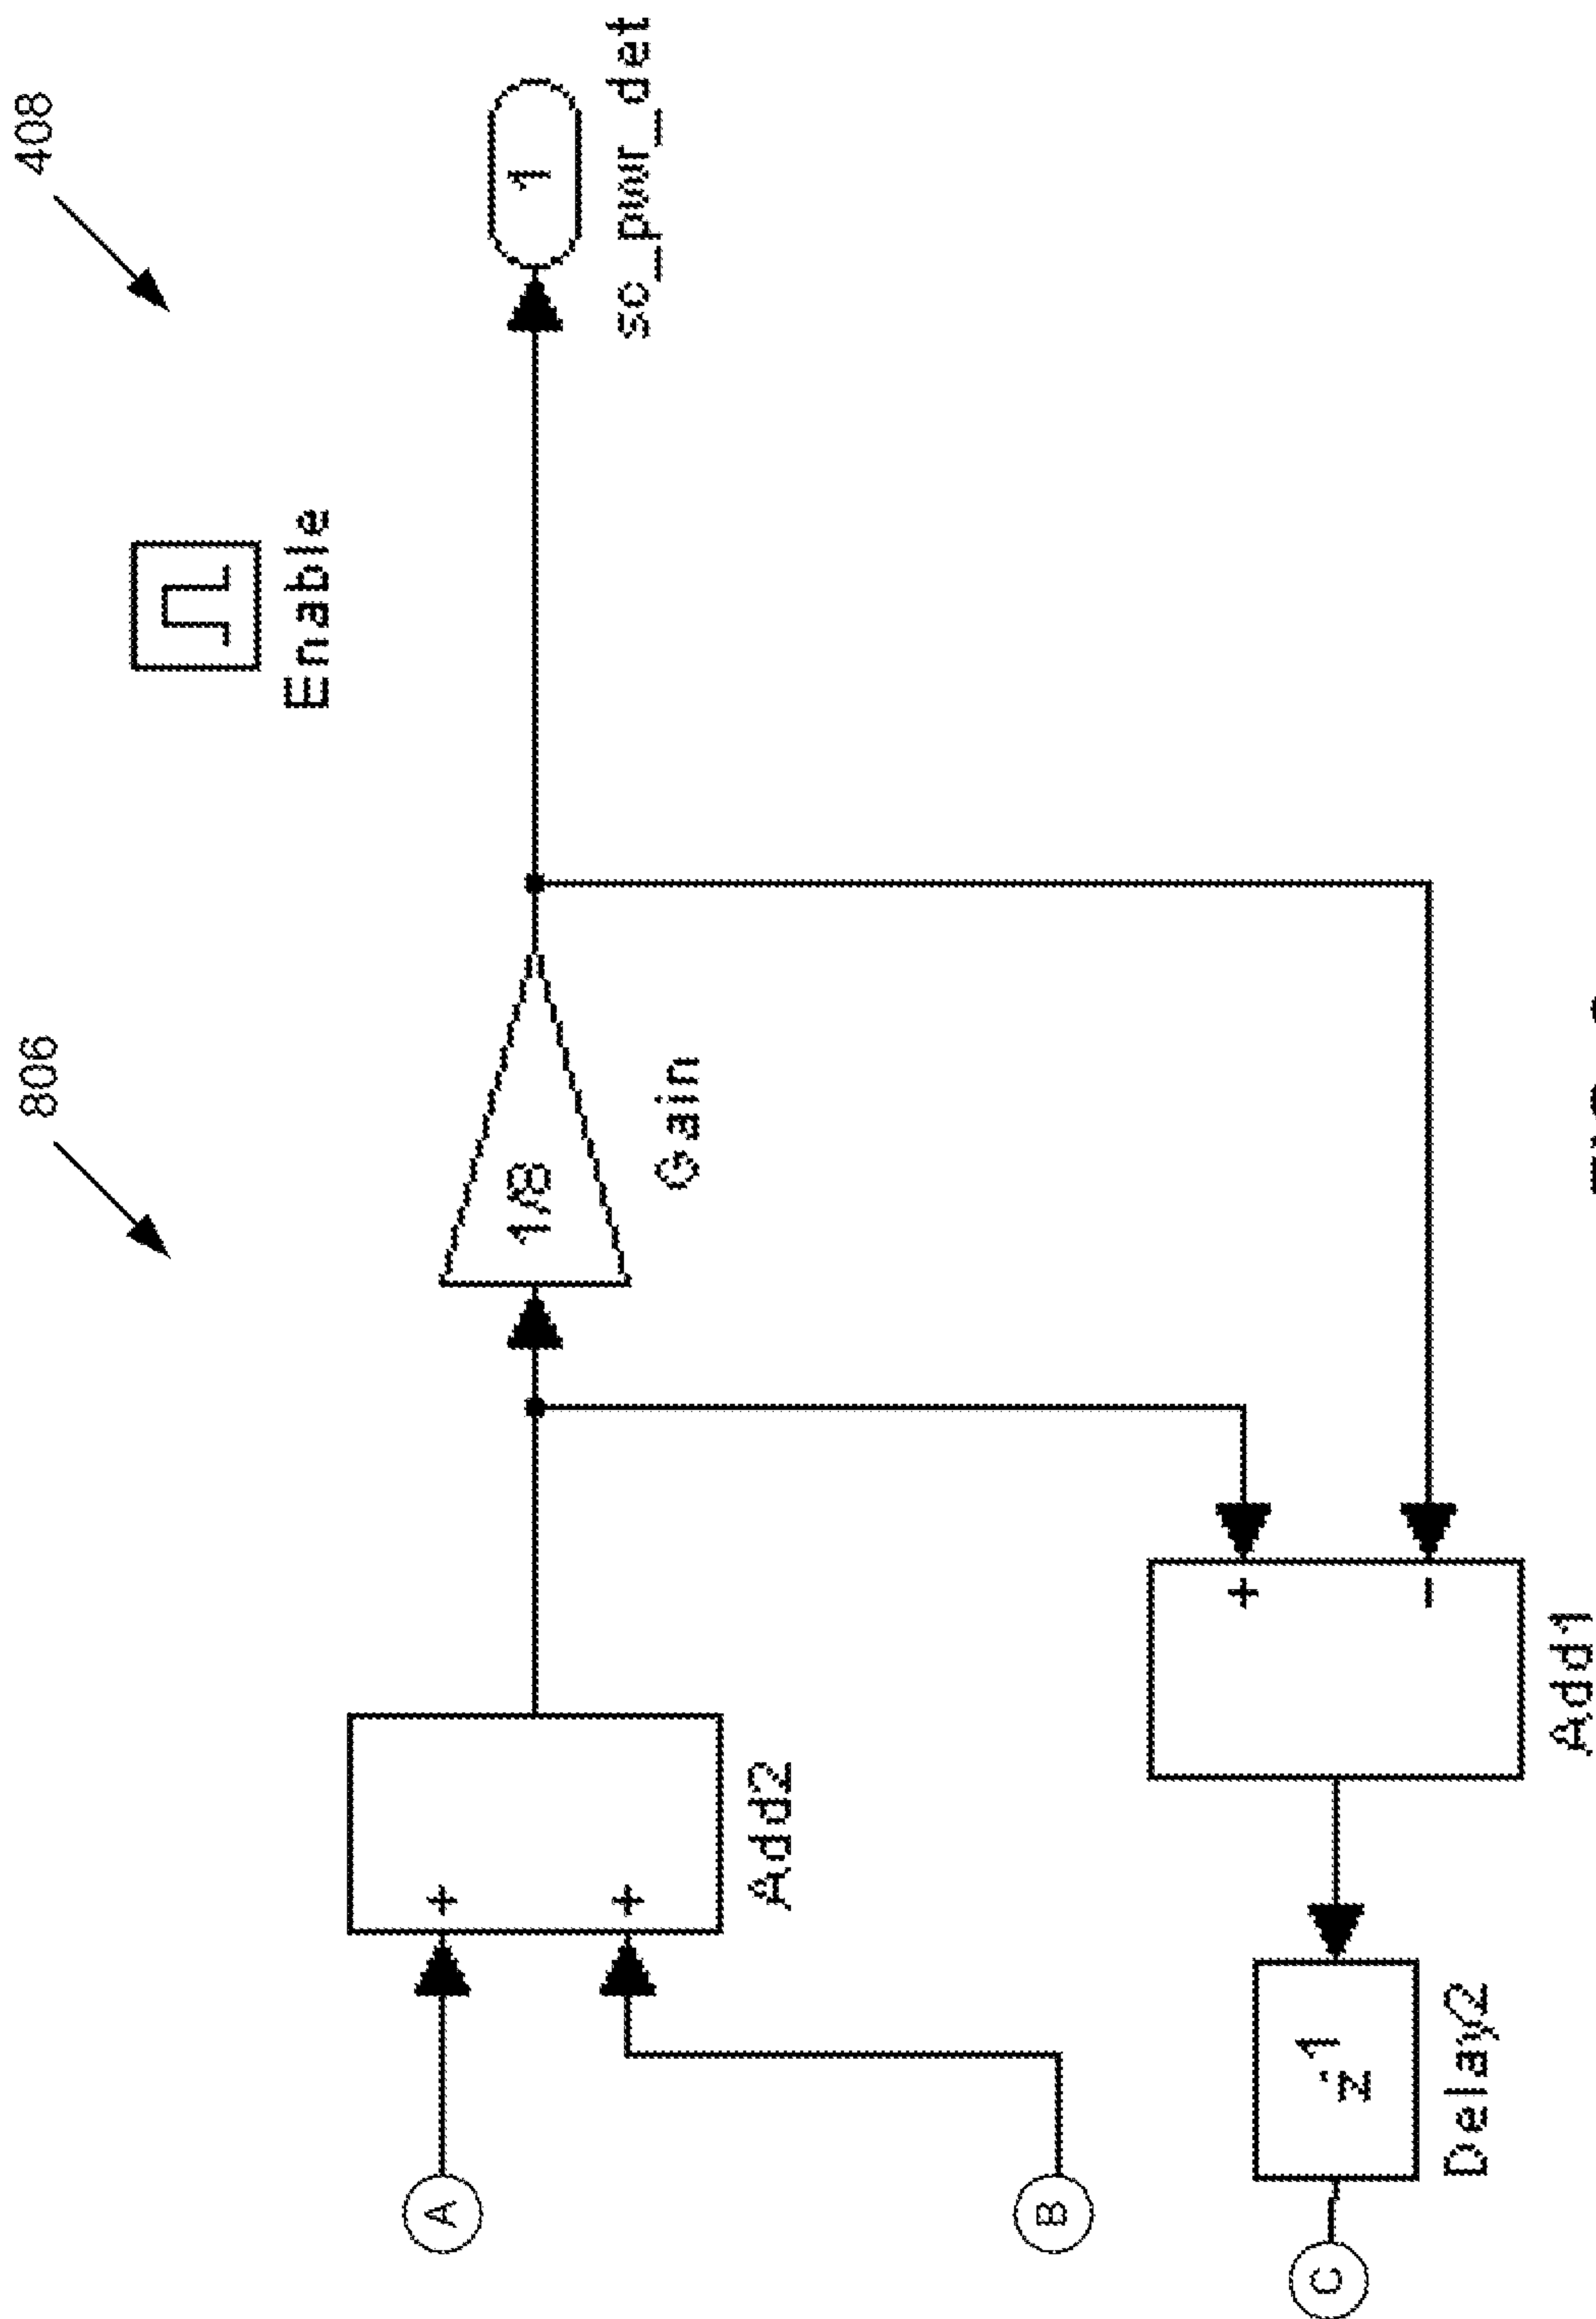 408
806
Enable
1
sc_pwr_det
1/8
Gain
A
+
+
Add2
B
+
-
Add1
z-1
Delay2
C